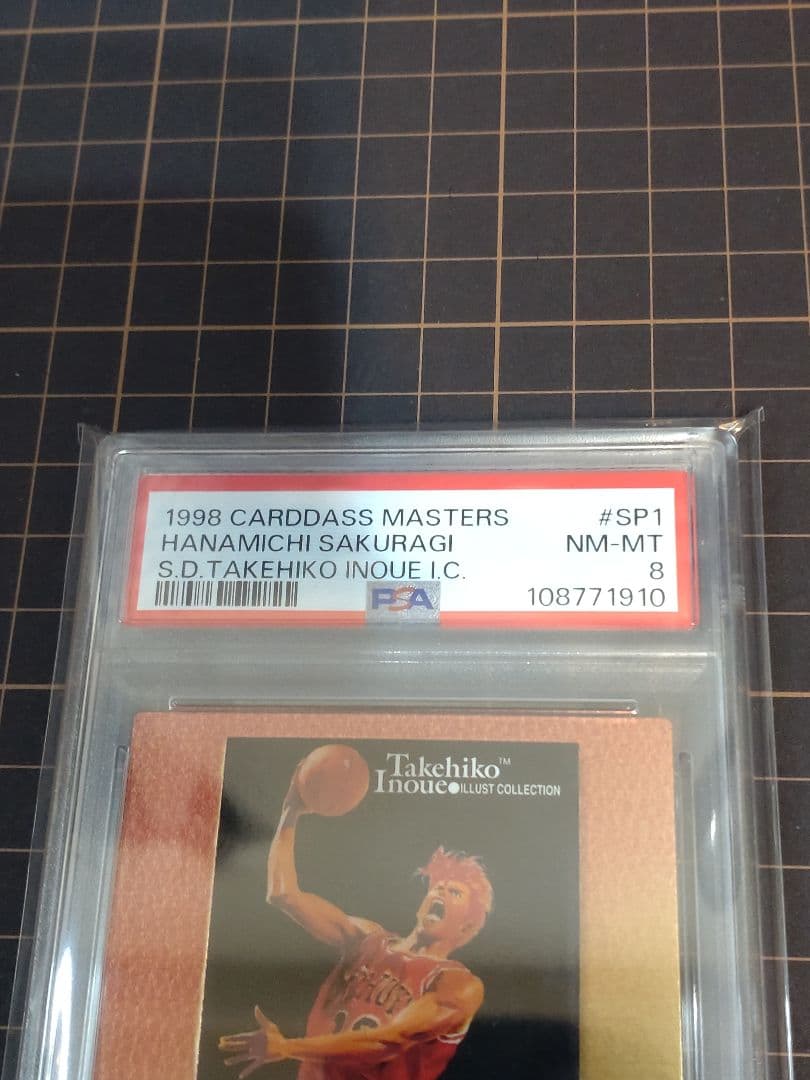 1998 CARDDASS MASTERS #SP1
HANAMICHI SAKURAGI NM-MT
S.D.TAKEHIKO INOUE I.C. 8
PSA 108771910
Takehiko™
Inoue●ILLUST COLLECTION